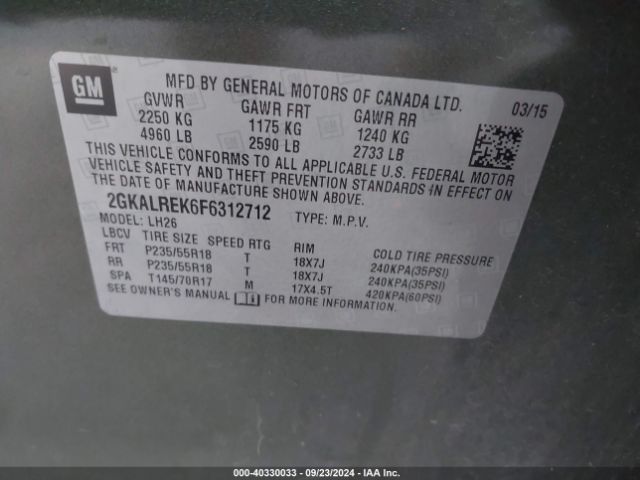 GM
MFD BY GENERAL MOTORS OF CANADA LTD.
03/15
GVWR GAWR FRT GAWR RR
2250 KG 1175 KG 1240 KG
4960 LB 2590 LB 2733 LB
THIS VEHICLE CONFORMS TO ALL APPLICABLE U.S. FEDERAL MOTOR
VEHICLE SAFETY AND THEFT PREVENTION STANDARDS IN EFFECT ON
THE DATE OF MANUFACTURE SHOWN ABOVE.
2GKALREK6F6312712 TYPE: M.P.V.
MODEL: LH26
LBCV TIRE SIZE SPEED RTG RIM COLD TIRE PRESSURE
FRT P235/55R18 T 18X7J 240KPA(35PSI)
RR P235/55R18 T 18X7J 240KPA(35PSI)
SPA T145/70R17 M 17X4.5T 420KPA(60PSI)
SEE OWNER'S MANUAL FOR MORE INFORMATION.
000-40330033 - 09/23/2024 - IAA Inc.